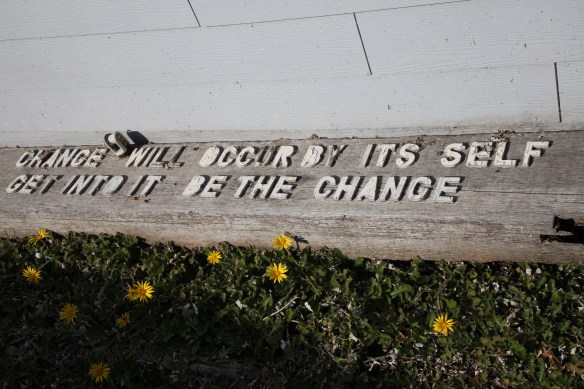 CHANGE WILL OCCUR BY ITS SELF
GET INTO IT BE THE CHANGE